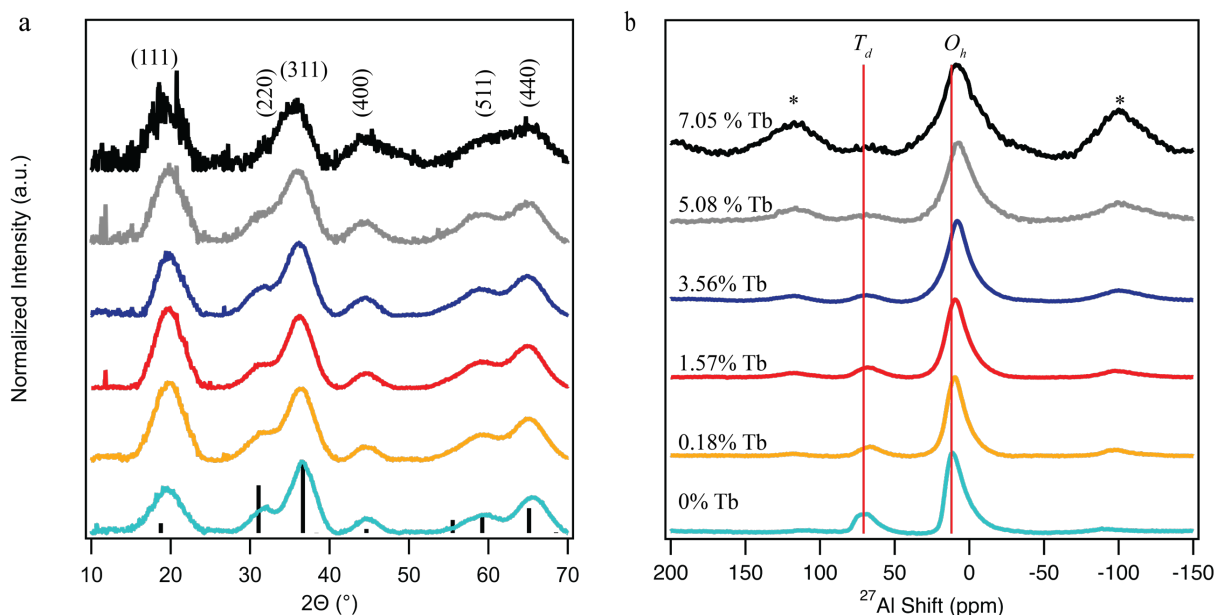 a
(111)
(220)
(311)
(400)
(511)
(440)
Normalized Intensity (a.u.)
10 20 30 40 50 60 70
2Θ (°)
b
Td Oh
* *
7.05 % Tb
5.08 % Tb
3.56% Tb
1.57% Tb
0.18% Tb
0% Tb
200 150 100 50 0 -50 -100 -150
27Al Shift (ppm)